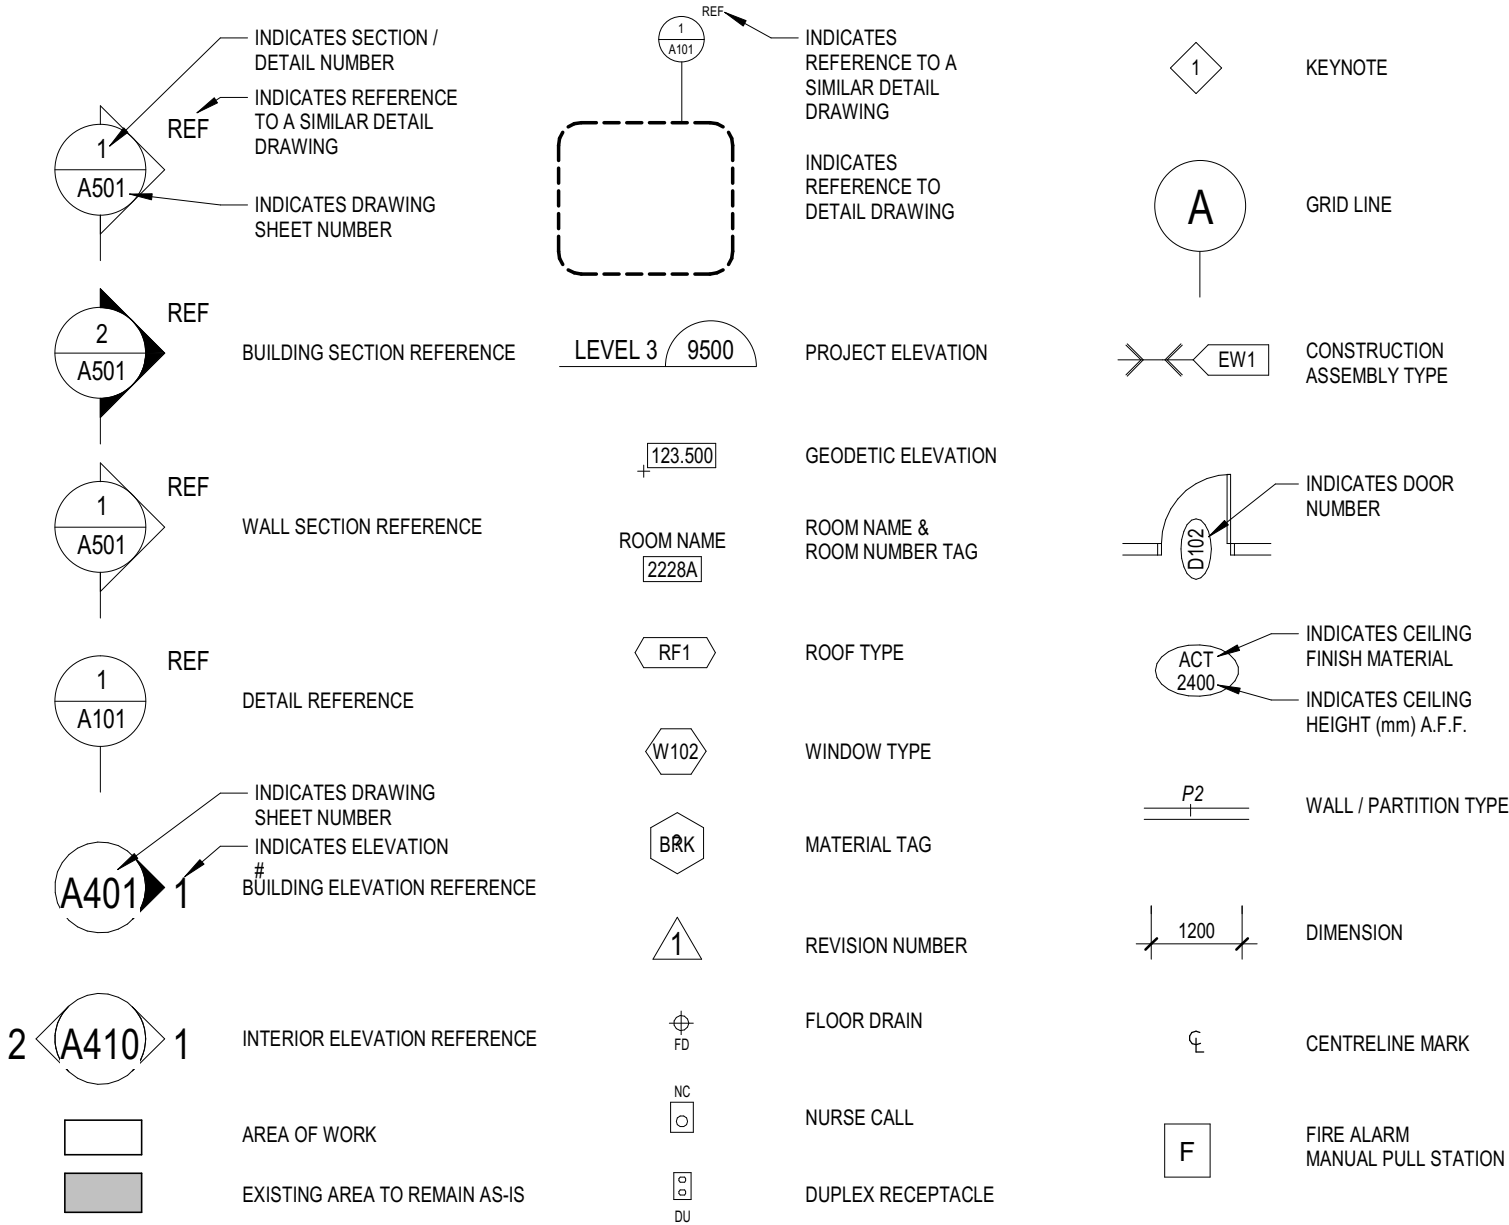 INDICATES SECTION /
DETAIL NUMBER
INDICATES REFERENCE
TO A SIMILAR DETAIL
DRAWING
REF
1
A501
INDICATES DRAWING
SHEET NUMBER
REF
2
A501
BUILDING SECTION REFERENCE
REF
1
A501
WALL SECTION REFERENCE
REF
1
A101
DETAIL REFERENCE
INDICATES DRAWING
SHEET NUMBER
INDICATES ELEVATION
#
A401 1
BUILDING ELEVATION REFERENCE
2 A410 1
INTERIOR ELEVATION REFERENCE
AREA OF WORK
EXISTING AREA TO REMAIN AS-IS
REF
1
A101
INDICATES
REFERENCE TO A
SIMILAR DETAIL
DRAWING
INDICATES
REFERENCE TO
DETAIL DRAWING
LEVEL 3 9500
PROJECT ELEVATION
123.500
GEODETIC ELEVATION
ROOM NAME
2228A
ROOM NAME &
ROOM NUMBER TAG
RF1
ROOF TYPE
W102
WINDOW TYPE
BRK
MATERIAL TAG
1
REVISION NUMBER
FD
FLOOR DRAIN
NC
NURSE CALL
DU
DUPLEX RECEPTACLE
1
KEYNOTE
A
GRID LINE
EW1
CONSTRUCTION
ASSEMBLY TYPE
D102
INDICATES DOOR
NUMBER
ACT
2400
INDICATES CEILING
FINISH MATERIAL
INDICATES CEILING
HEIGHT (mm) A.F.F.
P2
WALL / PARTITION TYPE
1200
DIMENSION
℄
CENTRELINE MARK
F
FIRE ALARM
MANUAL PULL STATION